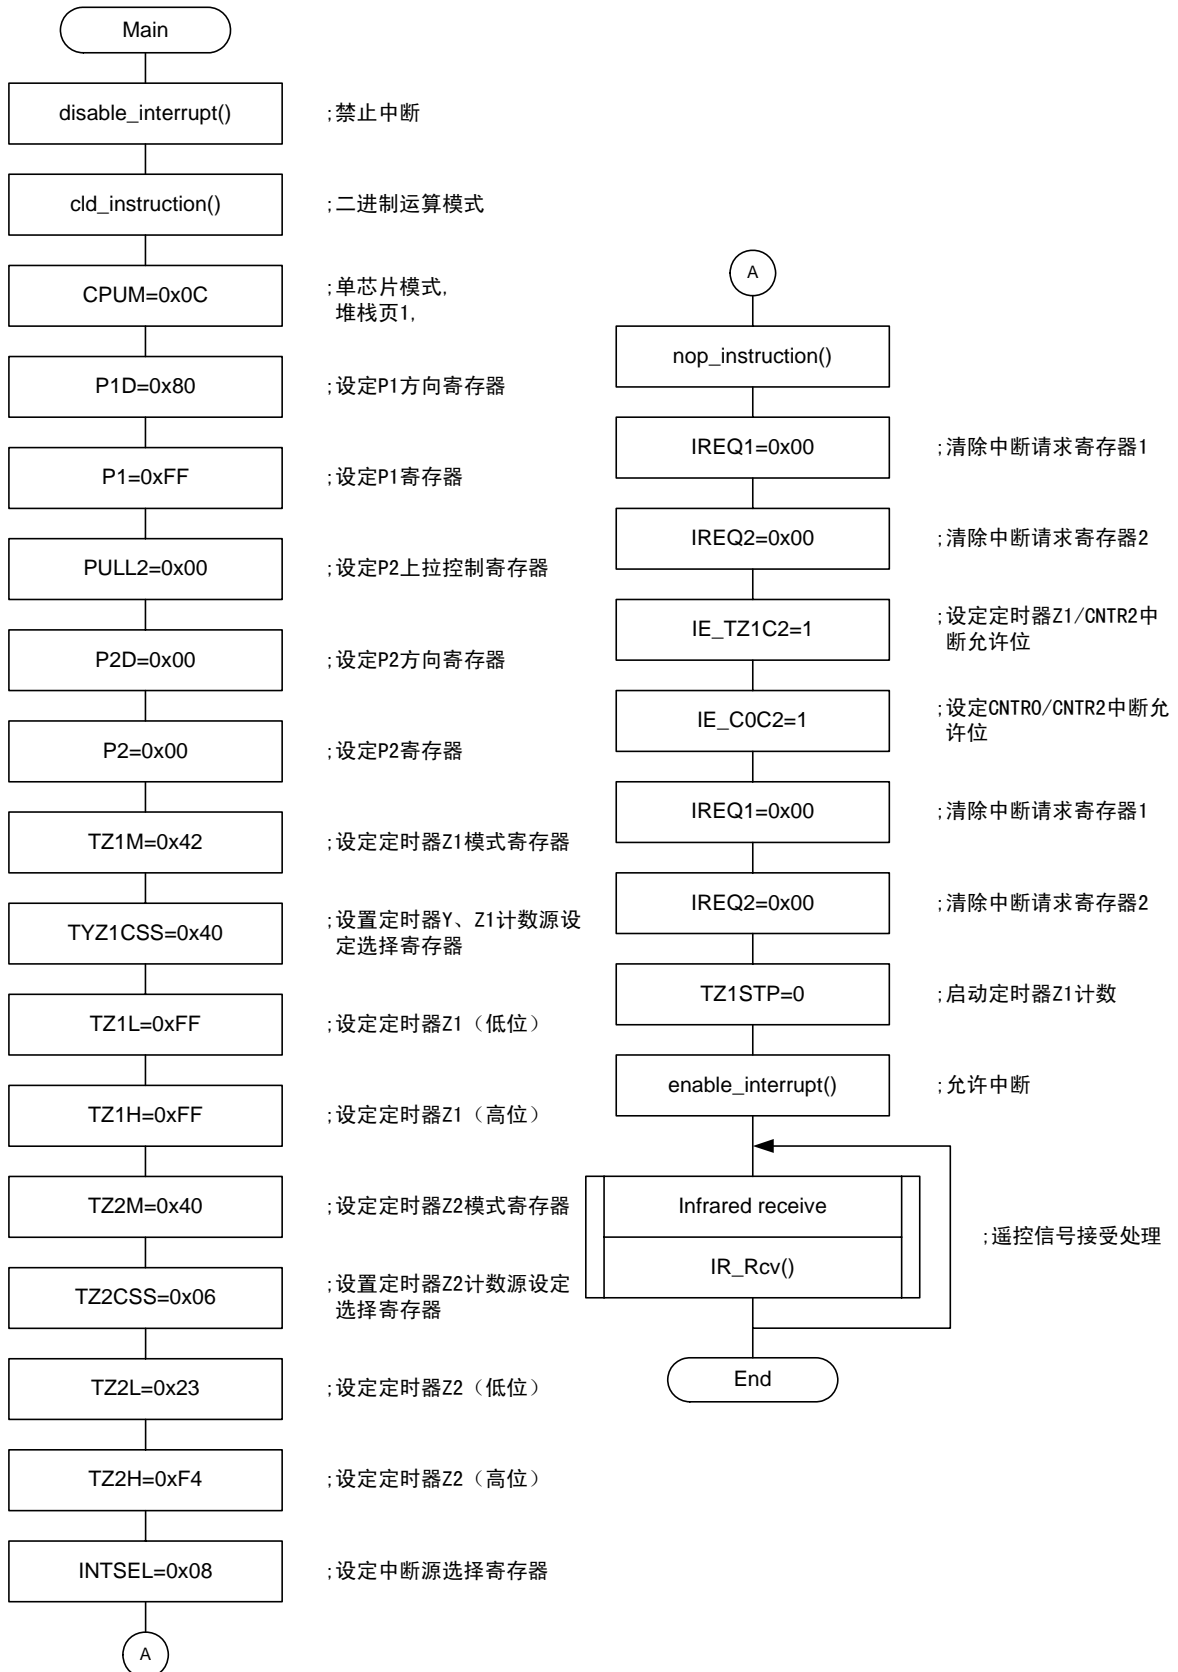 Main
disable_interrupt()
;禁止中断
cld_instruction()
;二进制运算模式
CPUM=0x0C
;单芯片模式,
堆栈页1,
P1D=0x80
;设定P1方向寄存器
P1=0xFF
;设定P1寄存器
PULL2=0x00
;设定P2上拉控制寄存器
P2D=0x00
;设定P2方向寄存器
P2=0x00
;设定P2寄存器
TZ1M=0x42
;设定定时器Z1模式寄存器
TYZ1CSS=0x40
;设置定时器Y、Z1计数源设
定选择寄存器
TZ1L=0xFF
;设定定时器Z1（低位）
TZ1H=0xFF
;设定定时器Z1（高位）
TZ2M=0x40
;设定定时器Z2模式寄存器
TZ2CSS=0x06
;设置定时器Z2计数源设定
选择寄存器
TZ2L=0x23
;设定定时器Z2（低位）
TZ2H=0xF4
;设定定时器Z2（高位）
INTSEL=0x08
;设定中断源选择寄存器
A
A
nop_instruction()
IREQ1=0x00
;清除中断请求寄存器1
IREQ2=0x00
;清除中断请求寄存器2
IE_TZ1C2=1
;设定定时器Z1/CNTR2中
断允许位
IE_C0C2=1
;设定CNTR0/CNTR2中断允
许位
IREQ1=0x00
;清除中断请求寄存器1
IREQ2=0x00
;清除中断请求寄存器2
TZ1STP=0
;启动定时器Z1计数
enable_interrupt()
;允许中断
Infrared receive
IR_Rcv()
;遥控信号接受处理
End